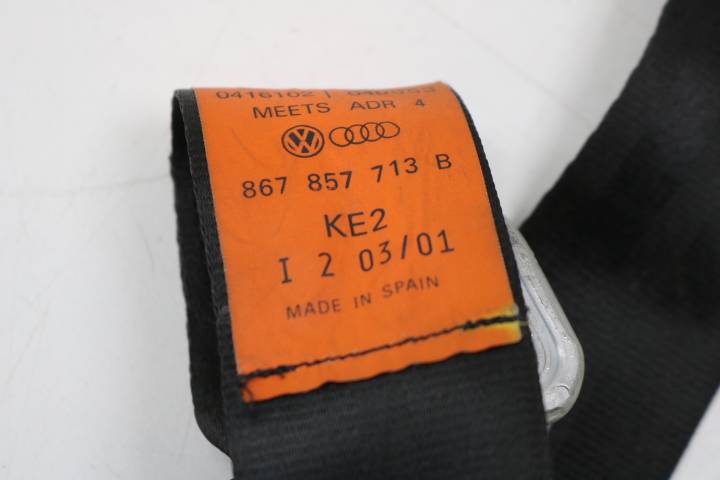 MEETS ADR 4
867 857 713 B
KE2
I 2 03/01
MADE IN SPAIN